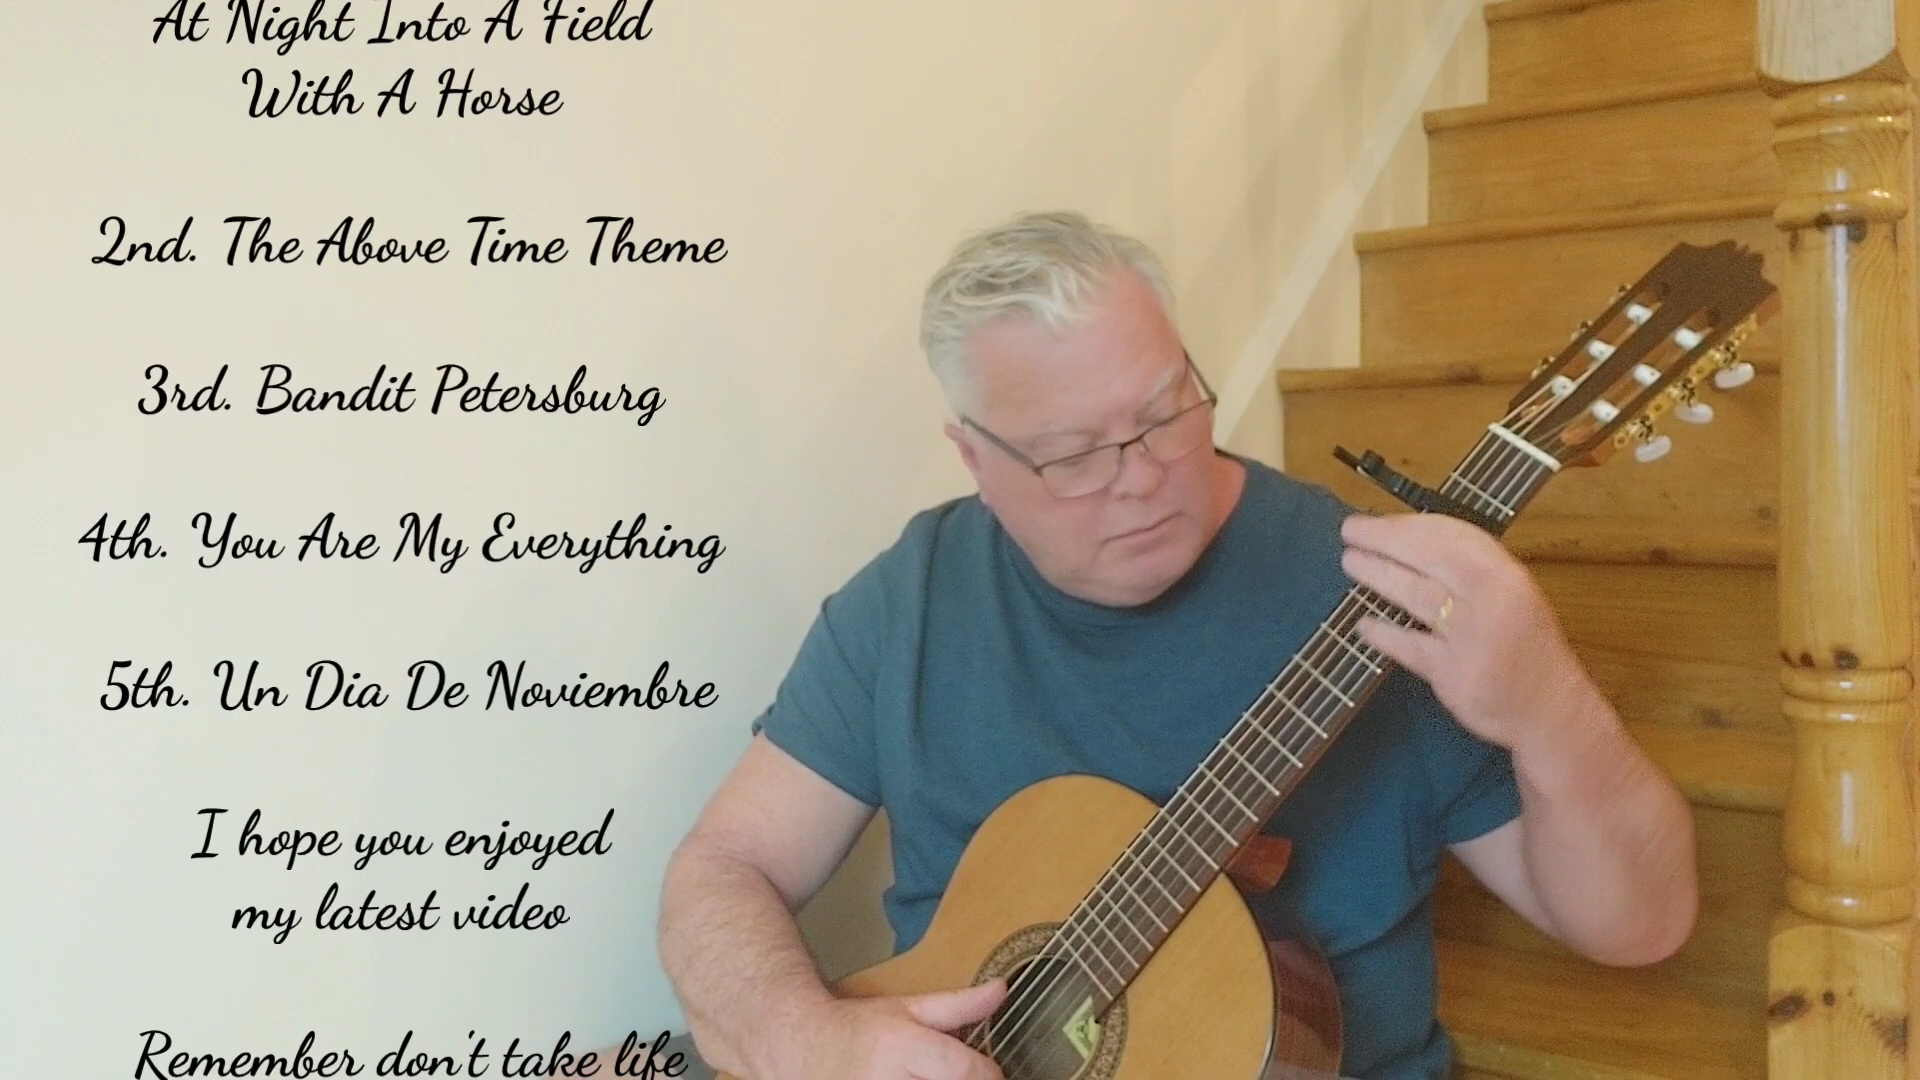 At Night Into A Field
With A Horse
2nd. The Above Time Theme
3rd. Bandit Petersburg
4th. You Are My Everything
5th. Un Dia De Noviembre
I hope you enjoyed
my latest video
Remember don't take life